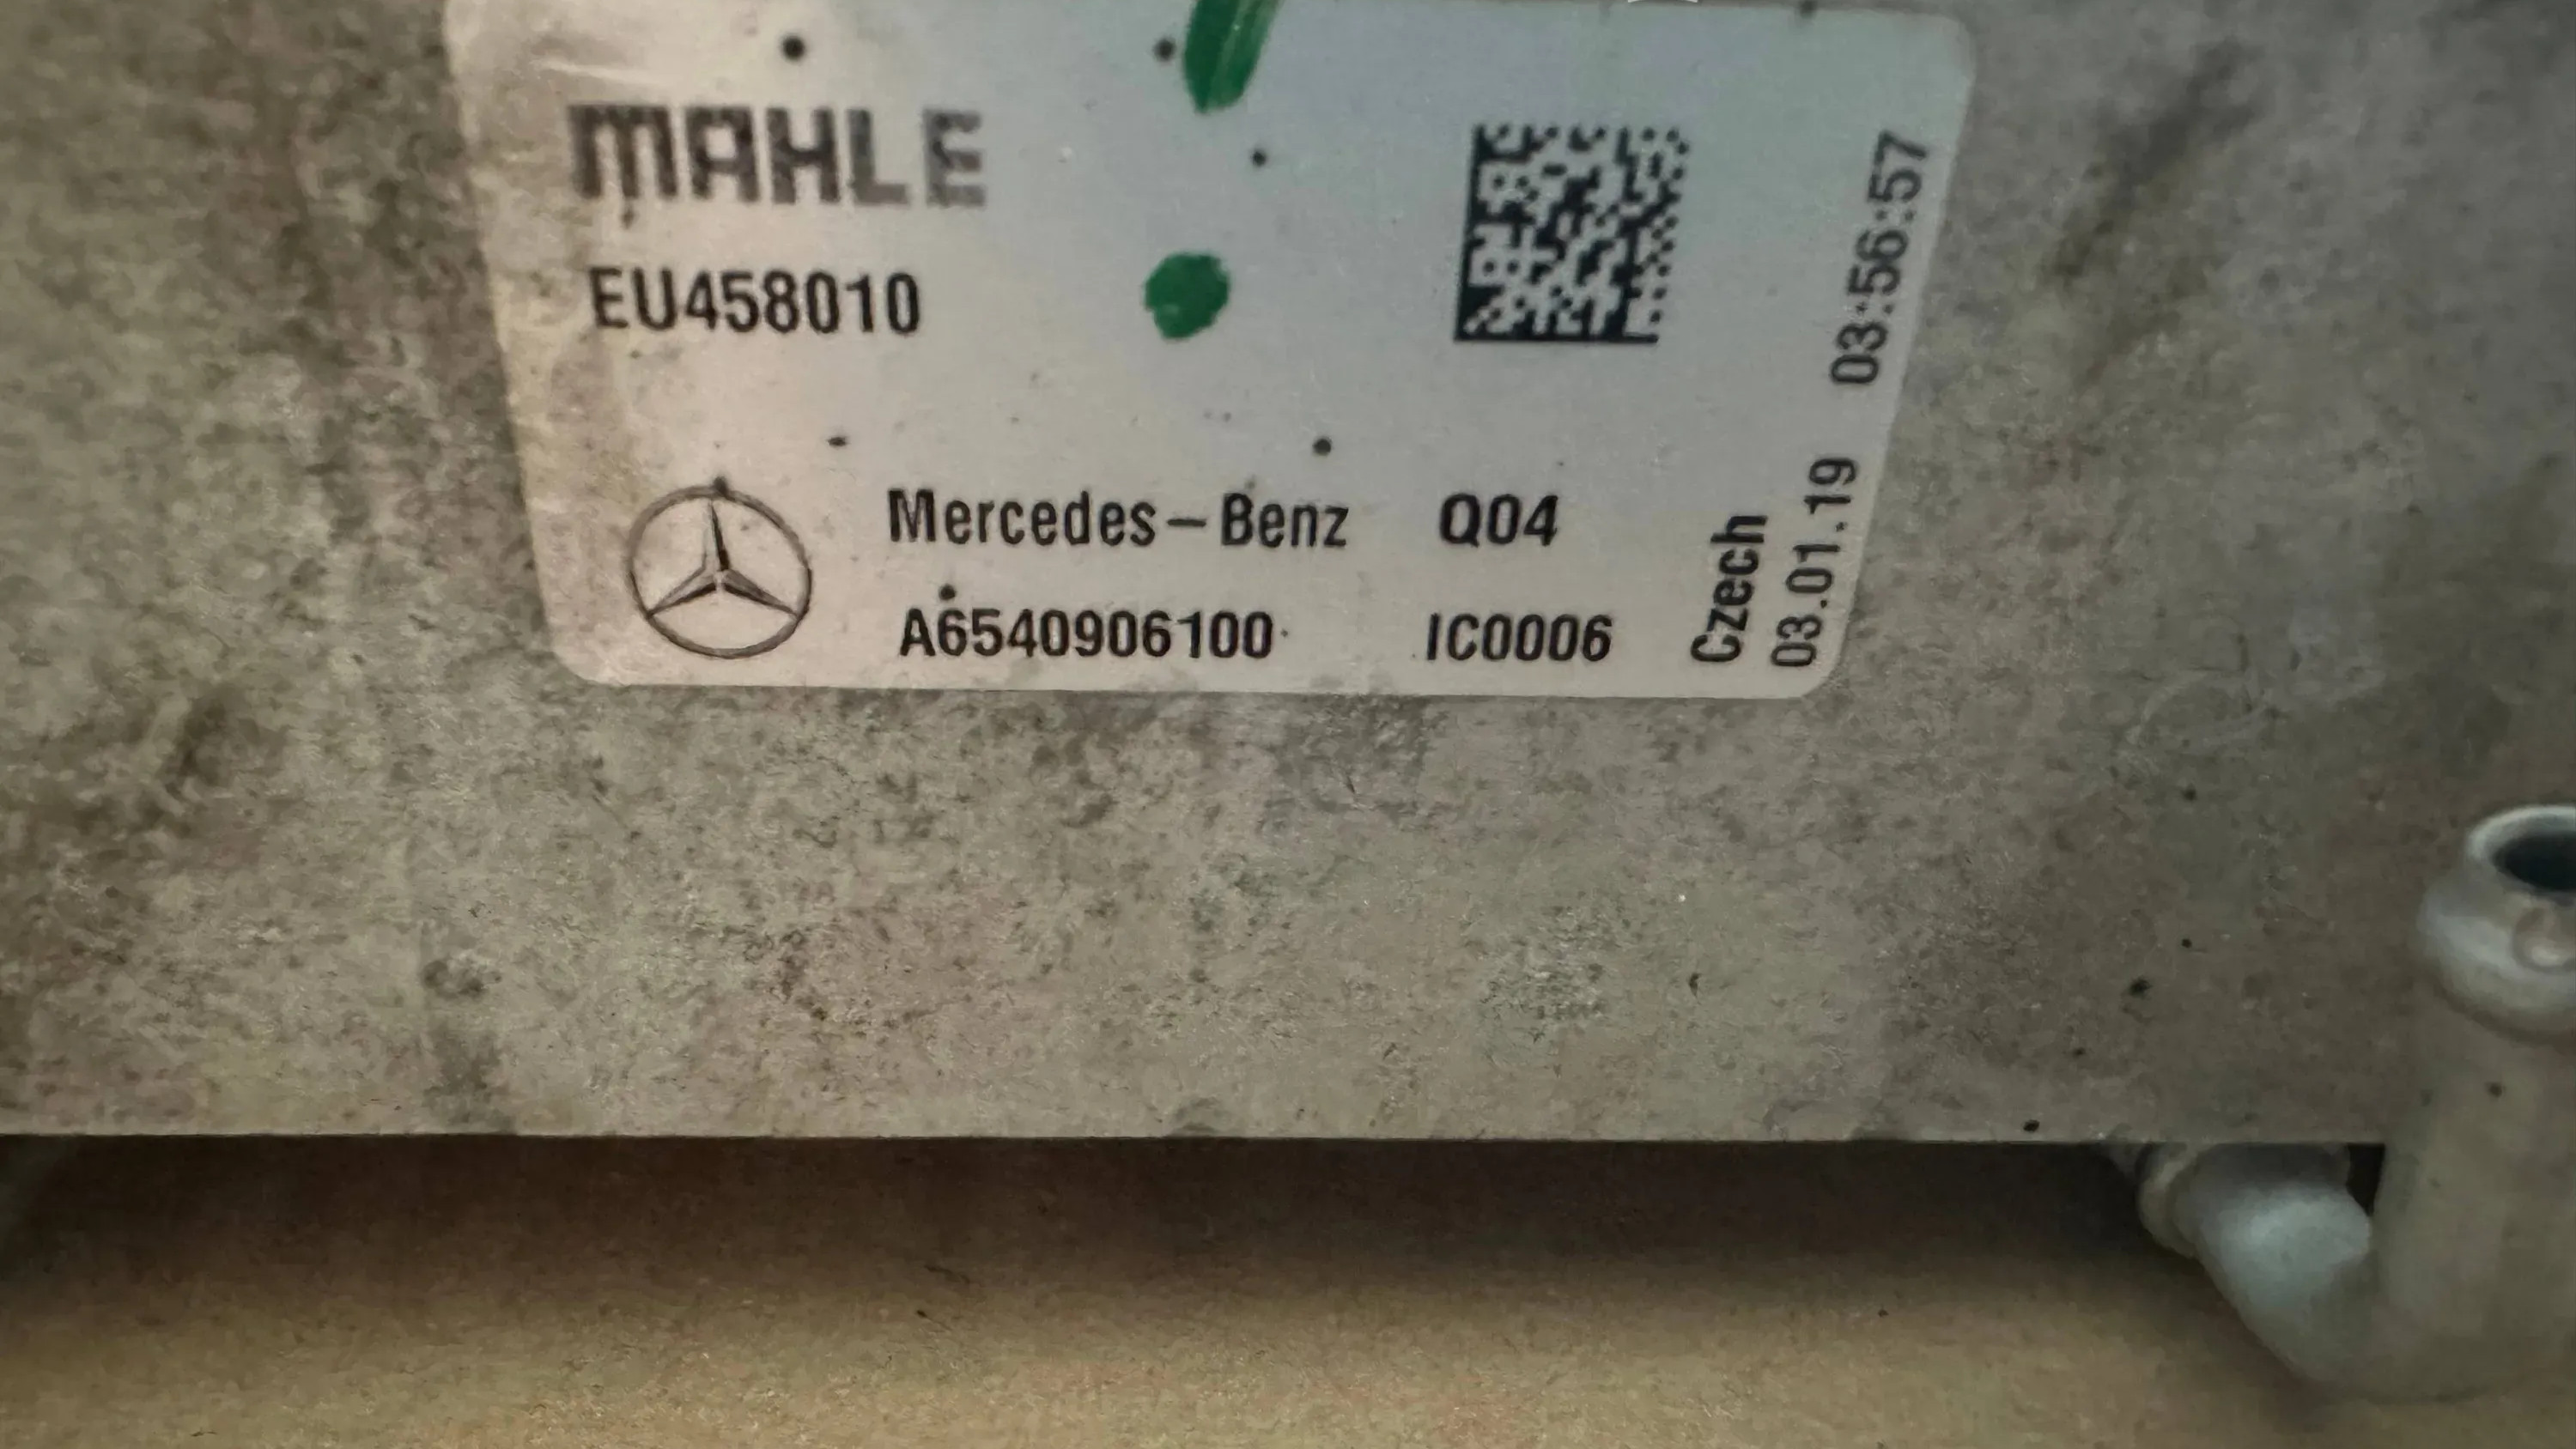 MAHLE
EU458010
Mercedes-Benz Q04
A6540906100 IC0006
Czech
03.01.19 03:56:57